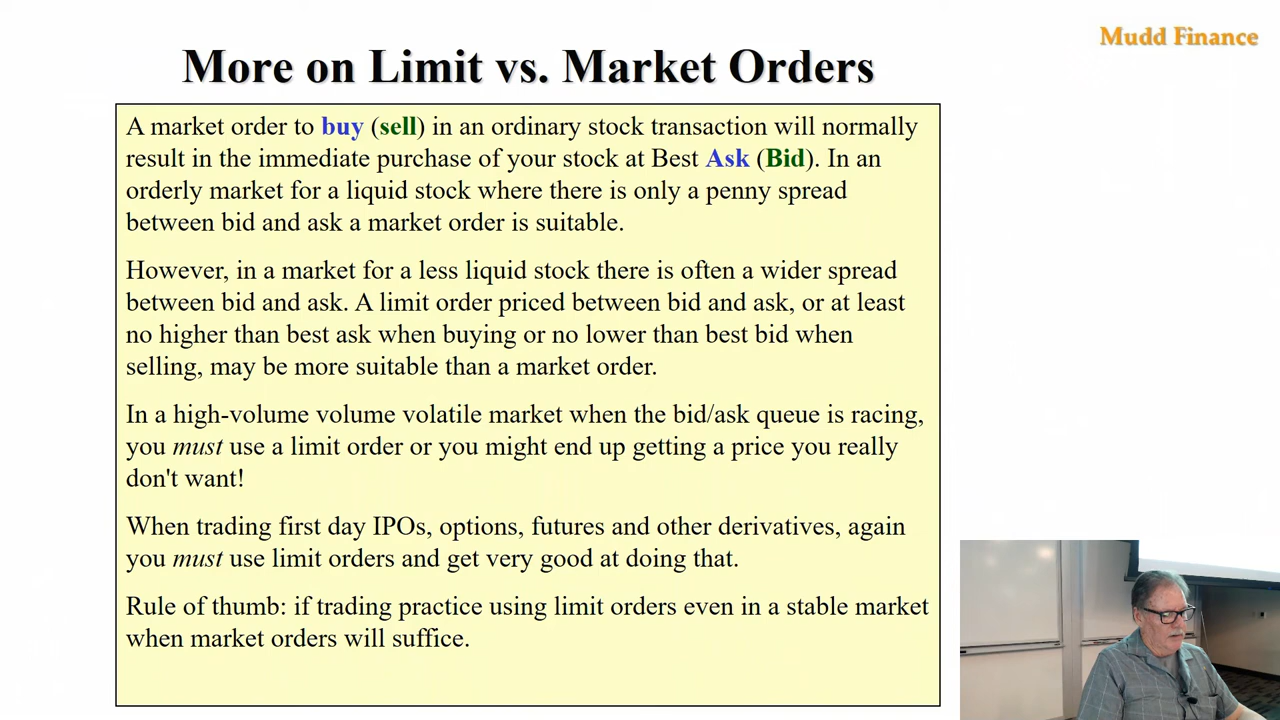 Mudd Finance
More on Limit vs. Market Orders
A market order to buy (sell) in an ordinary stock transaction will normally
result in the immediate purchase of your stock at Best Ask (Bid). In an
orderly market for a liquid stock where there is only a penny spread
between bid and ask a market order is suitable.
However, in a market for a less liquid stock there is often a wider spread
between bid and ask. A limit order priced between bid and ask, or at least
no higher than best ask when buying or no lower than best bid when
selling, may be more suitable than a market order.
In a high-volume volume volatile market when the bid/ask queue is racing,
you must use a limit order or you might end up getting a price you really
don't want!
When trading first day IPOs, options, futures and other derivatives, again
you must use limit orders and get very good at doing that.
Rule of thumb: if trading practice using limit orders even in a stable market
when market orders will suffice.